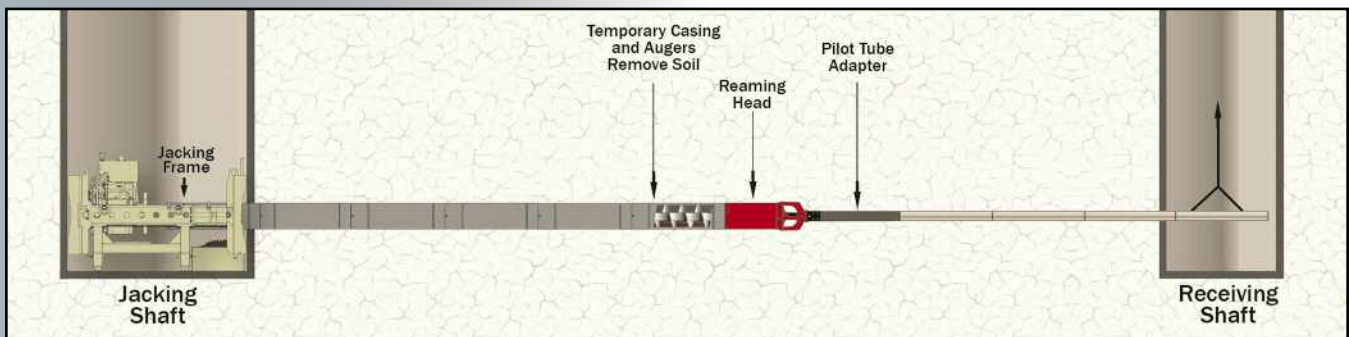 Temporary Casing
and Augers
Remove Soil
Reaming
Head
Pilot Tube
Adapter
Jacking
Frame
Jacking
Shaft
Receiving
Shaft